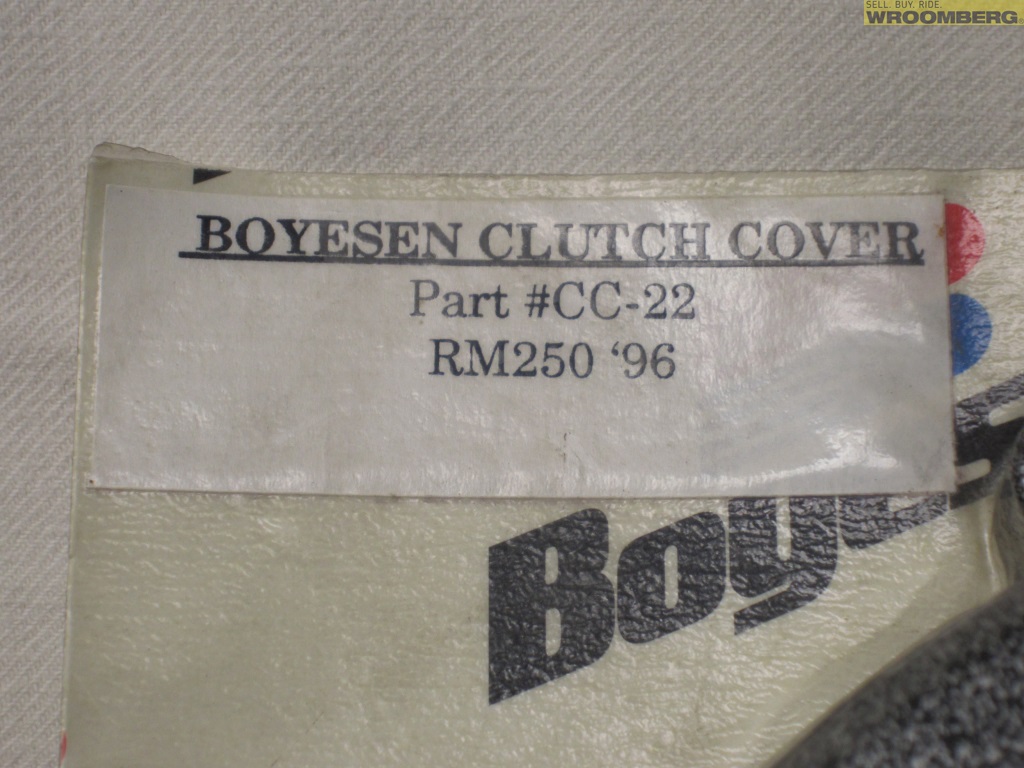 SELL. BUY. RIDE.
WROOMBERG
BOYESEN CLUTCH COVER
Part #CC-22
RM250 ‘96